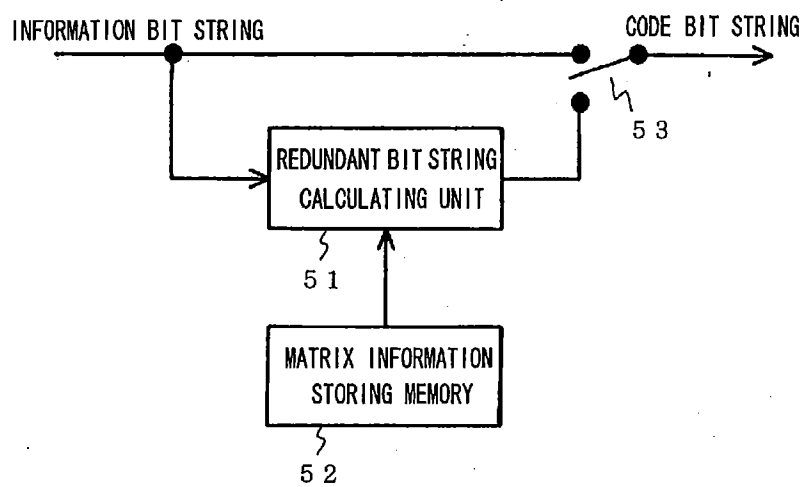 INFORMATION BIT STRING
CODE BIT STRING
53
REDUNDANT BIT STRING
CALCULATING UNIT
51
MATRIX INFORMATION
STORING MEMORY
52